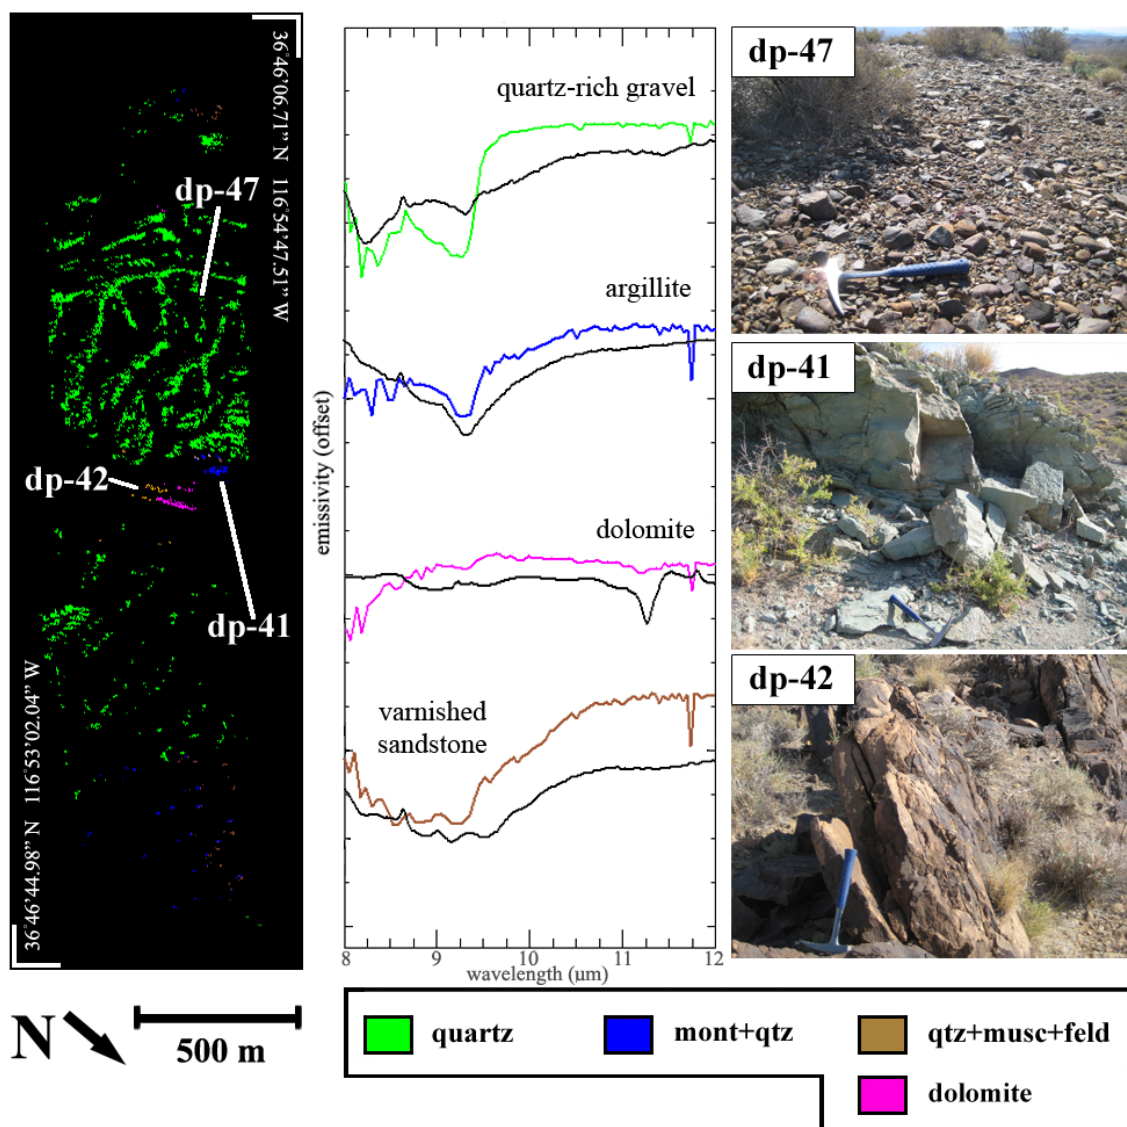 36°46'06.71” N 116°54'47.51” W
dp-47
dp-42
dp-41
36°46'44.98” N 116°53'02.04” W
N
500 m
quartz-rich gravel
argillite
dolomite
varnished
sandstone
emissivity (offset)
8 9 10 11 12
wavelength (µm)
dp-47
dp-41
dp-42
quartz
mont+qtz
qtz+musc+feld
dolomite